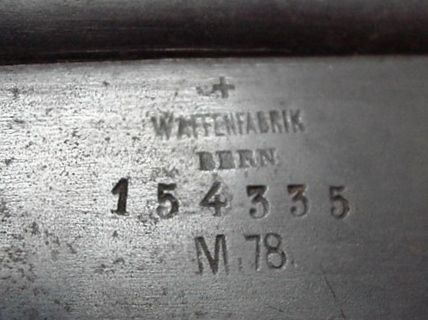 WAFFENFABRIK
BERN.
154335
M.78.